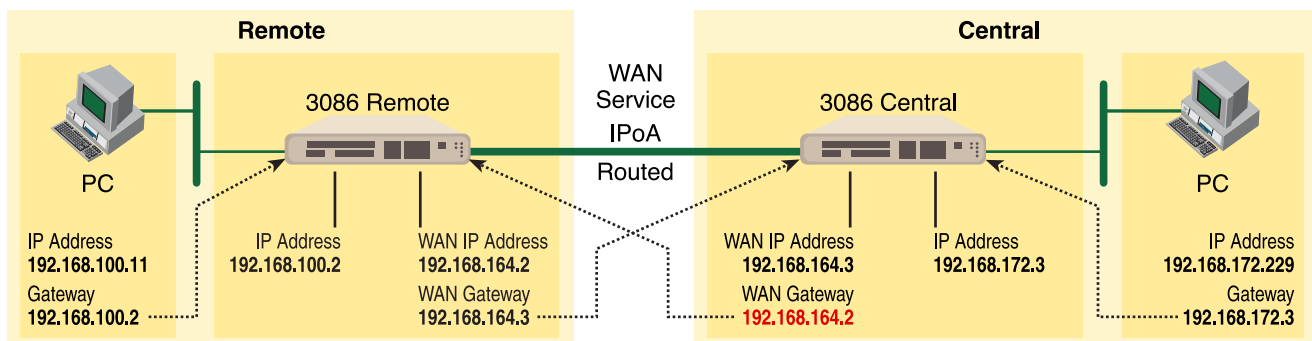 Remote
Central
WAN
Service
IPoA
Routed
3086 Remote
3086 Central
PC
PC
IP Address
192.168.100.11
Gateway
192.168.100.2
IP Address
192.168.100.2
WAN IP Address
192.168.164.2
WAN Gateway
192.168.164.3
WAN IP Address
192.168.164.3
WAN Gateway
192.168.164.2
IP Address
192.168.172.3
IP Address
192.168.172.229
Gateway
192.168.172.3